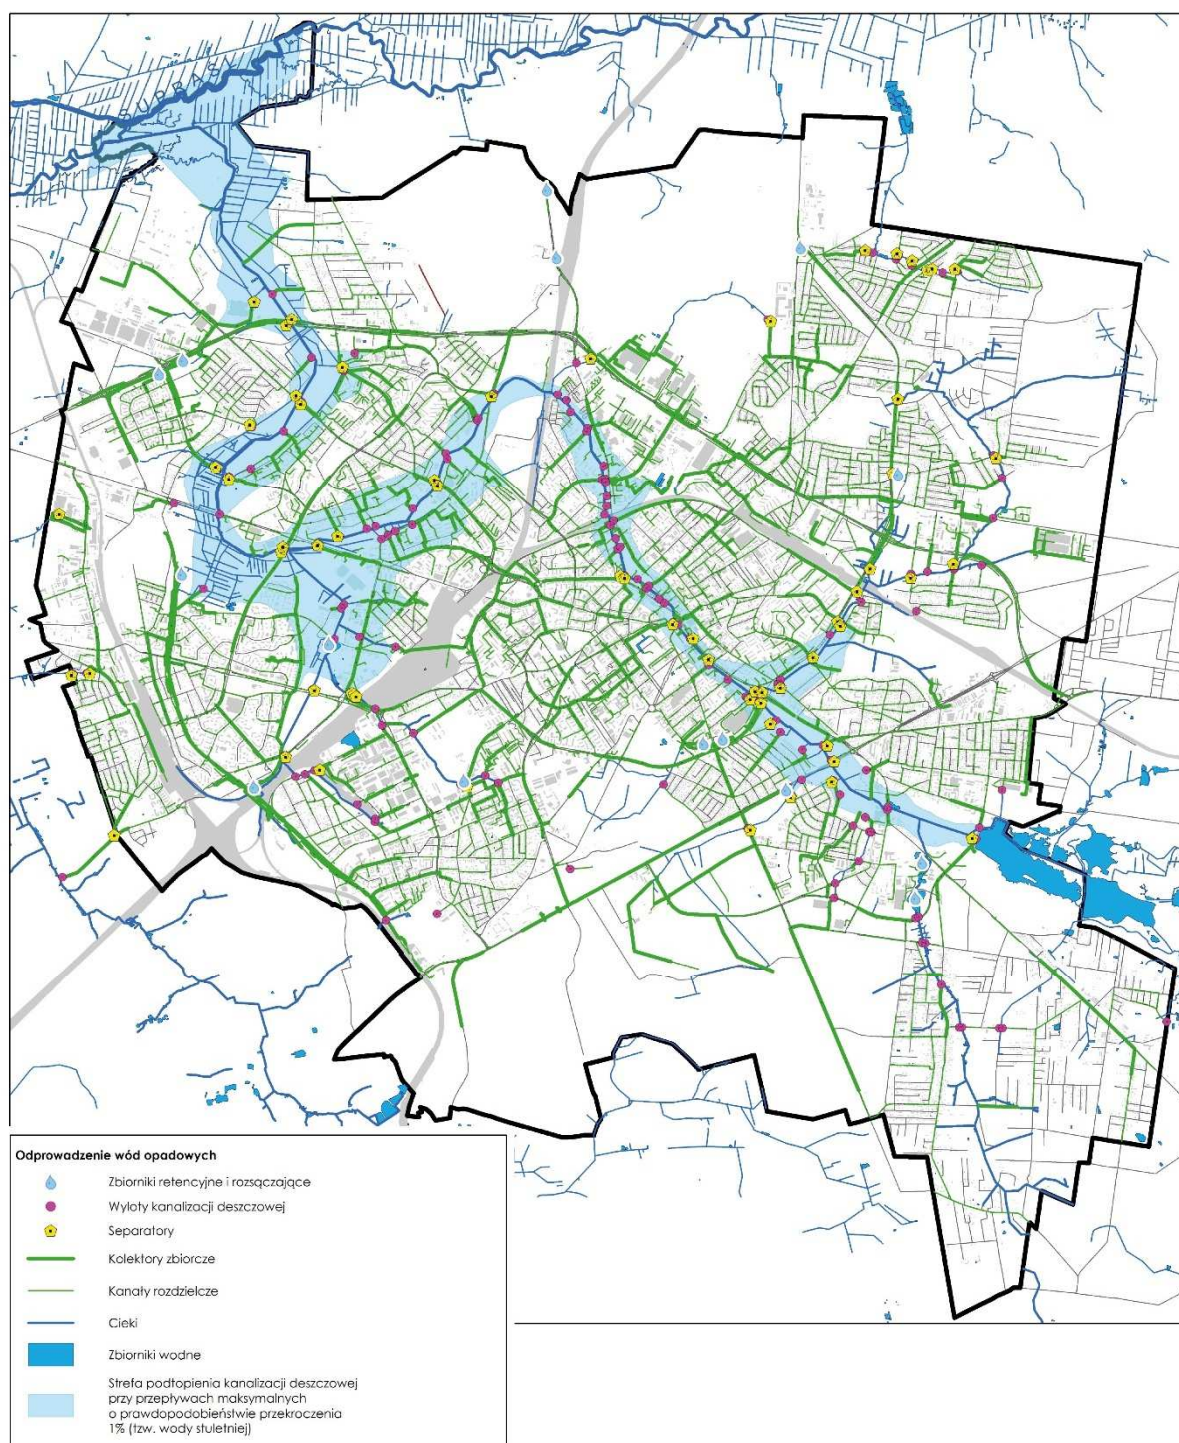 SUPRAŚL
Odprowadzenie wód opadowych
Zbiorniki retencyjne i rozsączające
Wyloty kanalizacji deszczowej
Separatory
Kolektory zbiorcze
Kanały rozdzielcze
Cieki
Zbiorniki wodne
Strefa podtopienia kanalizacji deszczowej
przy przepływach maksymalnych
o prawdopodobieństwie przekroczenia
1% (tzw. wody stuletniej)